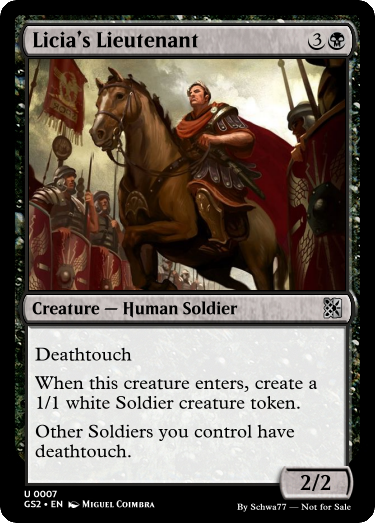 Licia's Lieutenant 3
Creature — Human Soldier
Deathtouch
When this creature enters, create a
1/1 white Soldier creature token.
Other Soldiers you control have
deathtouch.
2/2
U 0007
GS2 • EN Miguel Coimbra
By Schwa77 — Not for Sale